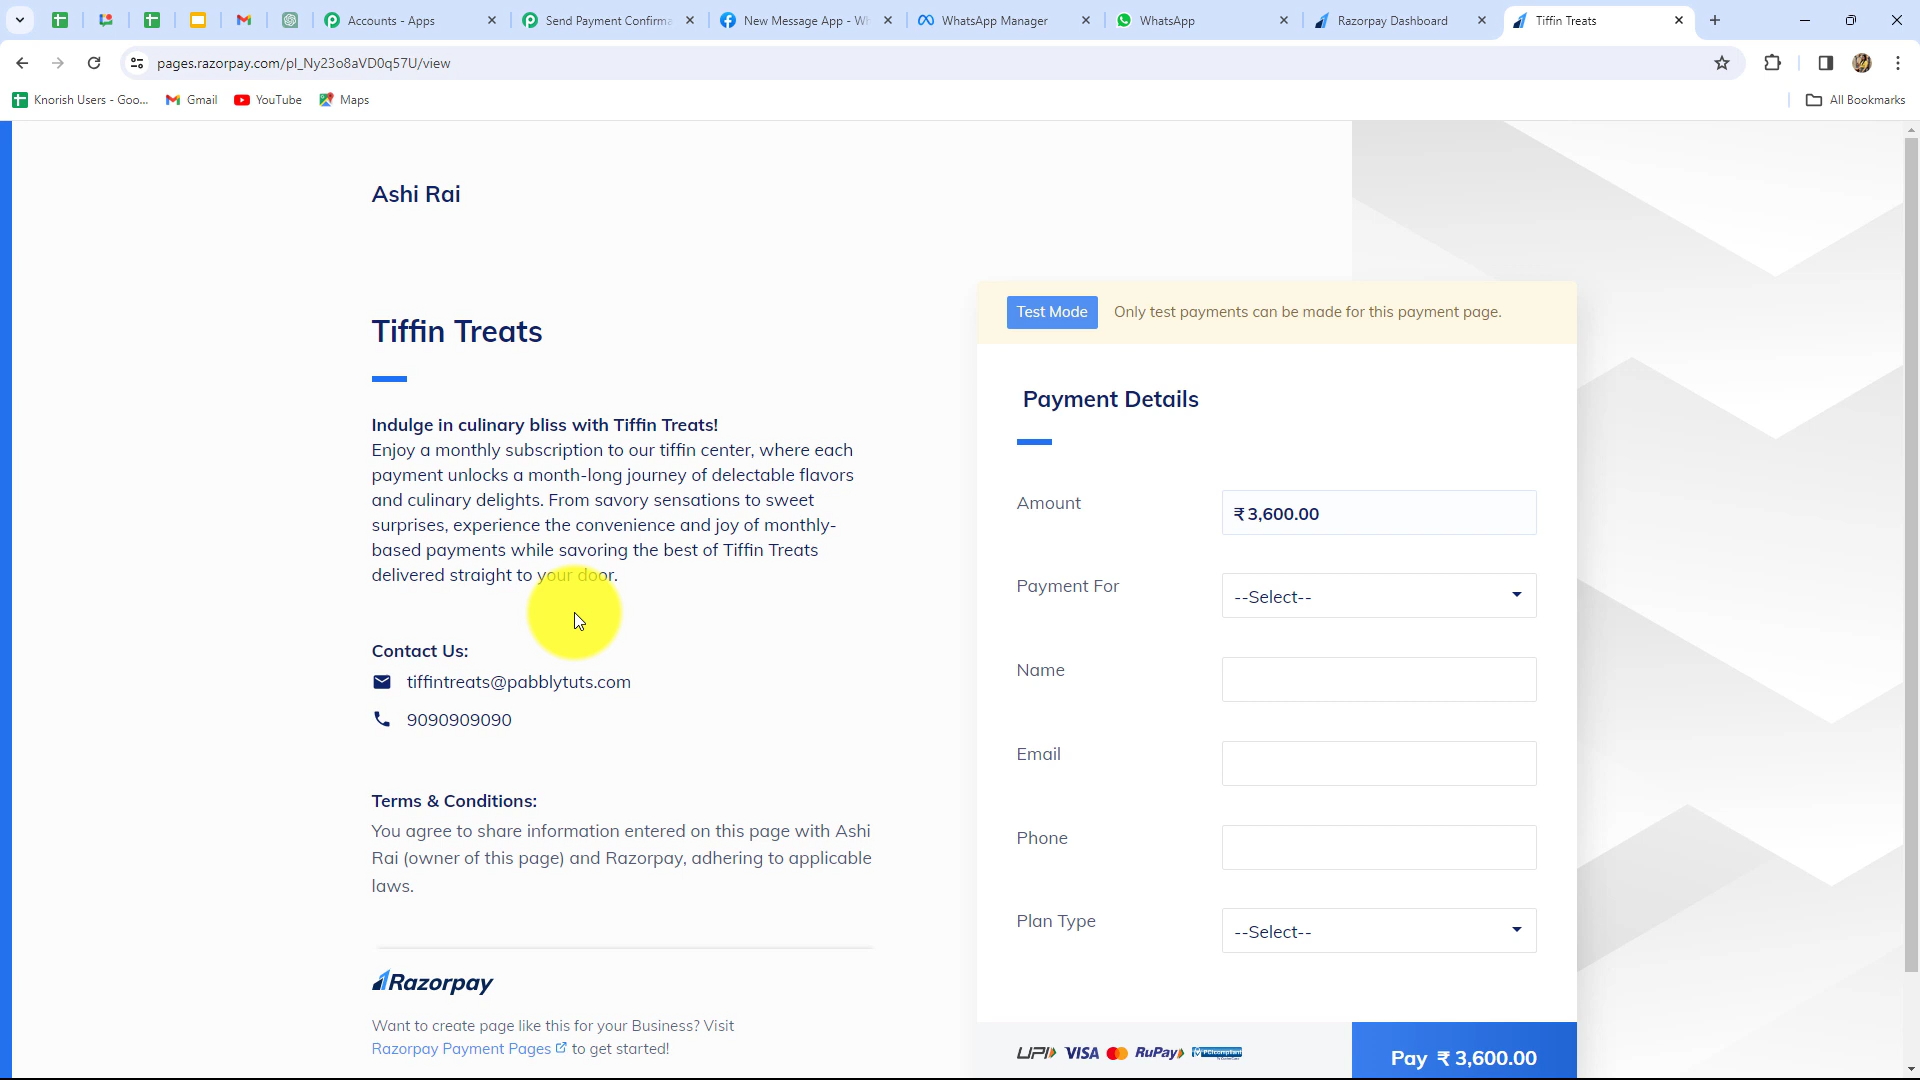 Accounts - Apps
Send Payment Confirma
New Message App - Wh
WhatsApp Manager
WhatsApp
Razorpay Dashboard
Tiffin Treats
pages.razorpay.com/pl_Ny23o8aVD0q57U/view
Knorish Users - Goo...
Gmail
YouTube
Maps
All Bookmarks
Ashi Rai
Tiffin Treats
Indulge in culinary bliss with Tiffin Treats!
Enjoy a monthly subscription to our tiffin center, where each
payment unlocks a month-long journey of delectable flavors
and culinary delights. From savory sensations to sweet
surprises, experience the convenience and joy of monthly-
based payments while savoring the best of Tiffin Treats
delivered straight to your door.
Contact Us:
tiffintreats@pabblytuts.com
9090909090
Terms & Conditions:
You agree to share information entered on this page with Ashi
Rai (owner of this page) and Razorpay, adhering to applicable
laws.
Razorpay
Want to create page like this for your Business? Visit
Razorpay Payment Pages to get started!
Test Mode
Only test payments can be made for this payment page.
Payment Details
Amount
₹ 3,600.00
Payment For
--Select--
Name
Email
Phone
Plan Type
--Select--
UPI VISA RuPay PCI compliant
Pay ₹ 3,600.00